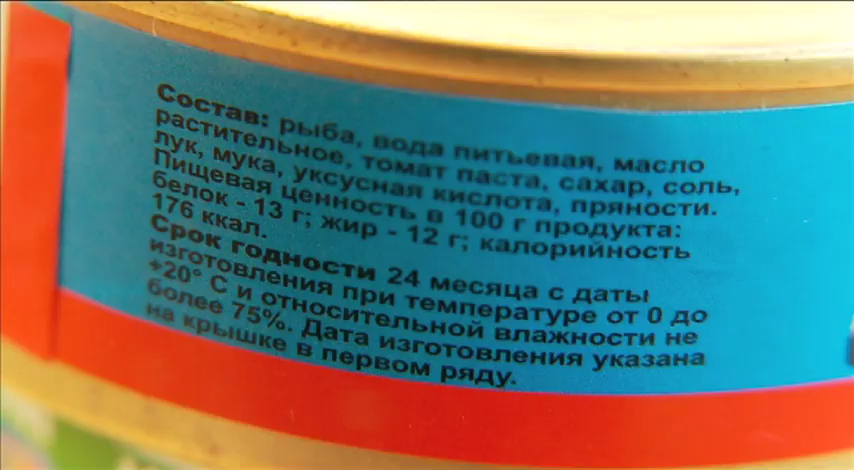 Состав: рыба, вода питьевая, масло
растительное, томат паста, сахар, соль,
лук, мука, уксусная кислота, пряности.
Пищевая ценность в 100 г продукта:
белок - 13 г; жир - 12 г; калорийность
176 ккал.
Срок годности 24 месяца с даты
изготовления при температуре от 0 до
+20° С и относительной влажности не
более 75%. Дата изготовления указана
на крышке в первом ряду.